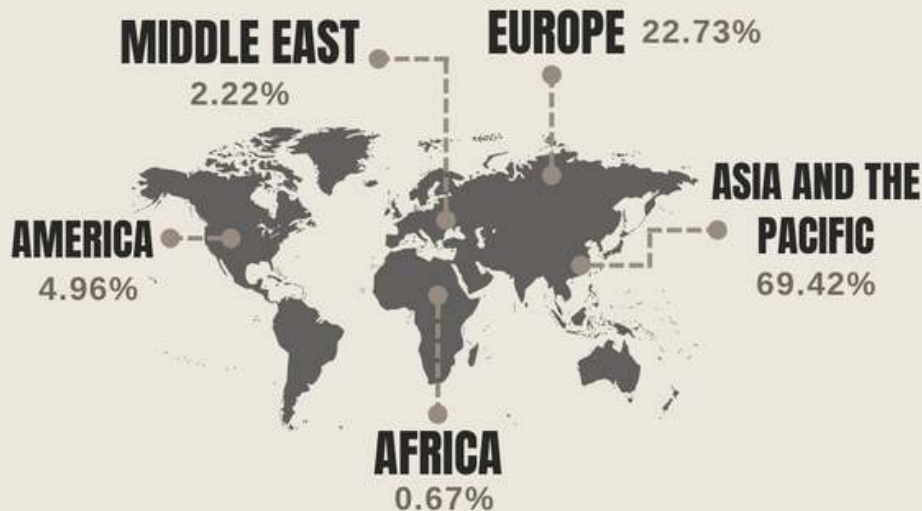 MIDDLE EAST
2.22%
EUROPE 22.73%
AMERICA
4.96%
ASIA AND THE
PACIFIC
69.42%
AFRICA
0.67%